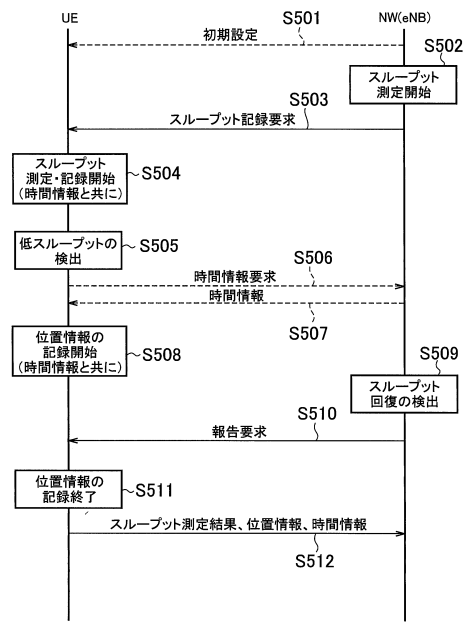 UE
NW(eNB)
S501
初期設定
S502
スループット
測定開始
S503
スループット記録要求
スループット
測定・記録開始
(時間情報と共に)
S504
低スループットの
検出
S505
S506
時間情報要求
時間情報
S507
位置情報の
記録開始
(時間情報と共に)
S508
S509
スループット
回復の検出
S510
報告要求
位置情報の
記録終了
S511
スループット測定結果、位置情報、時間情報
S512